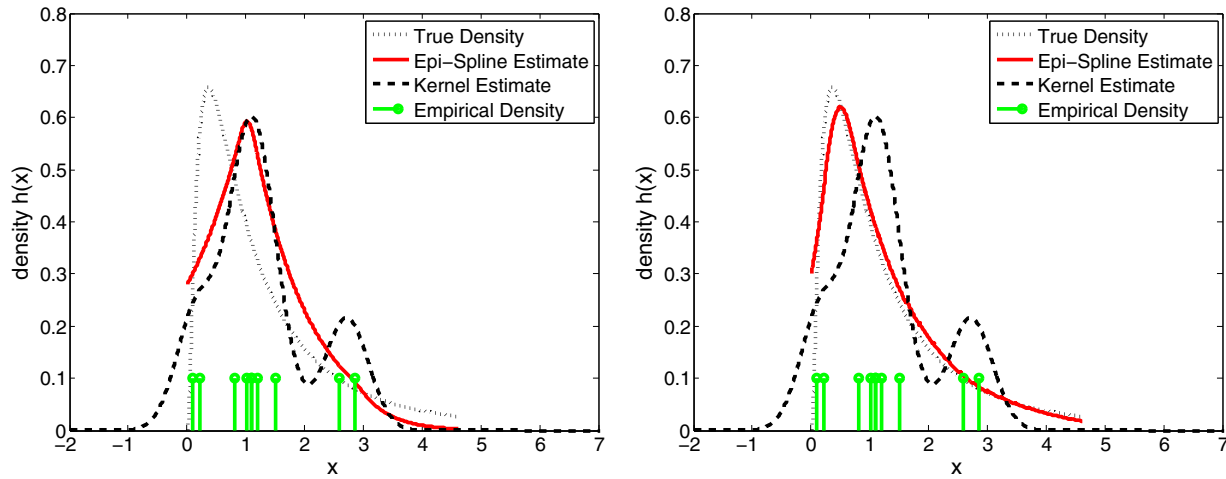 0.8
0.7
0.6
0.5
0.4
0.3
0.2
0.1
0
density h(x)
True Density
Epi−Spline Estimate
Kernel Estimate
Empirical Density
−2 −1 0 1 2 3 4 5 6 7
x
0.8
0.7
0.6
0.5
0.4
0.3
0.2
0.1
0
density h(x)
True Density
Epi−Spline Estimate
Kernel Estimate
Empirical Density
−2 −1 0 1 2 3 4 5 6 7
x